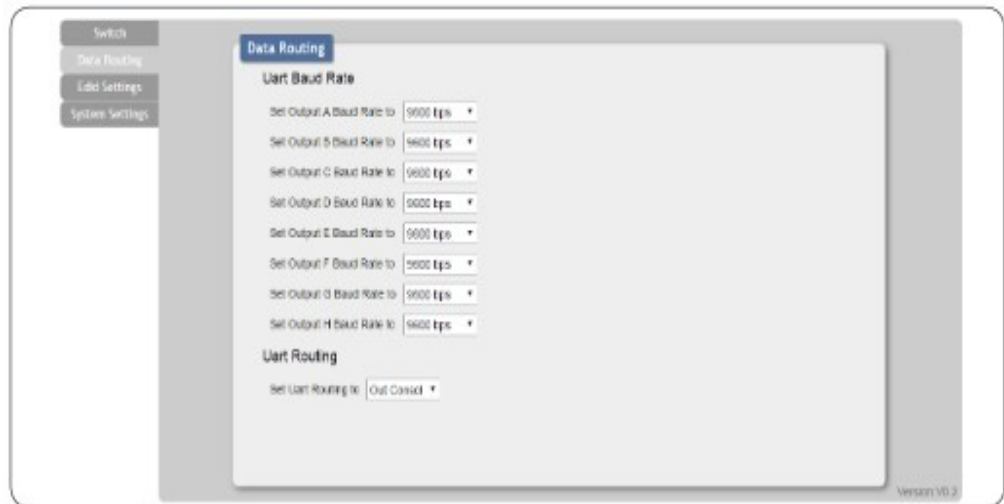 Switch
Data Routing
Edid Settings
System Settings
Data Routing
Uart Baud Rate
Set Output A Baud Rate to 9600 bps
Set Output B Baud Rate to 9600 bps
Set Output C Baud Rate to 9600 bps
Set Output D Baud Rate to 9600 bps
Set Output E Baud Rate to 9600 bps
Set Output F Baud Rate to 9600 bps
Set Output G Baud Rate to 9600 bps
Set Output H Baud Rate to 9600 bps
Uart Routing
Set Uart Routing to Out Consol
Version V0.2